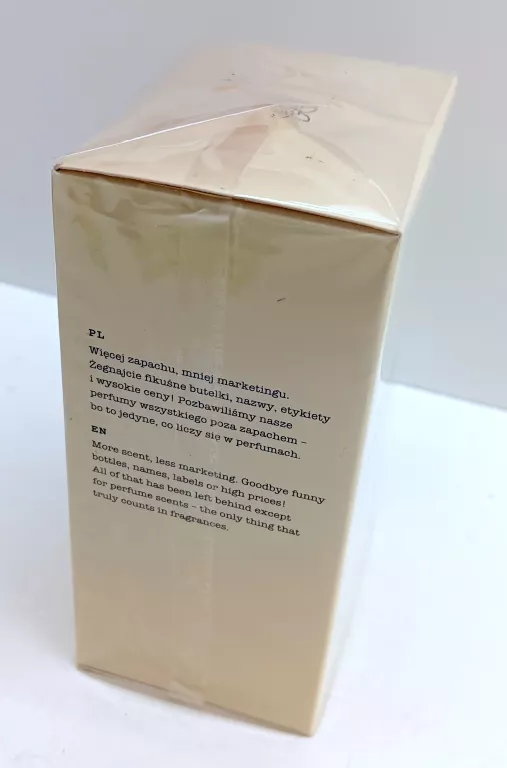 PL
Więcej zapachu, mniej marketingu.
Żegnajcie fikuśne butelki, nazwy, etykiety
i wysokie ceny! Pozbawiliśmy nasze
perfumy wszystkiego poza zapachem –
bo to jedyne, co liczy się w perfumach.
EN
More scent, less marketing. Goodbye funny
bottles, names, labels or high prices!
All of that has been left behind except
for perfume scents – the only thing that
truly counts in fragrances.